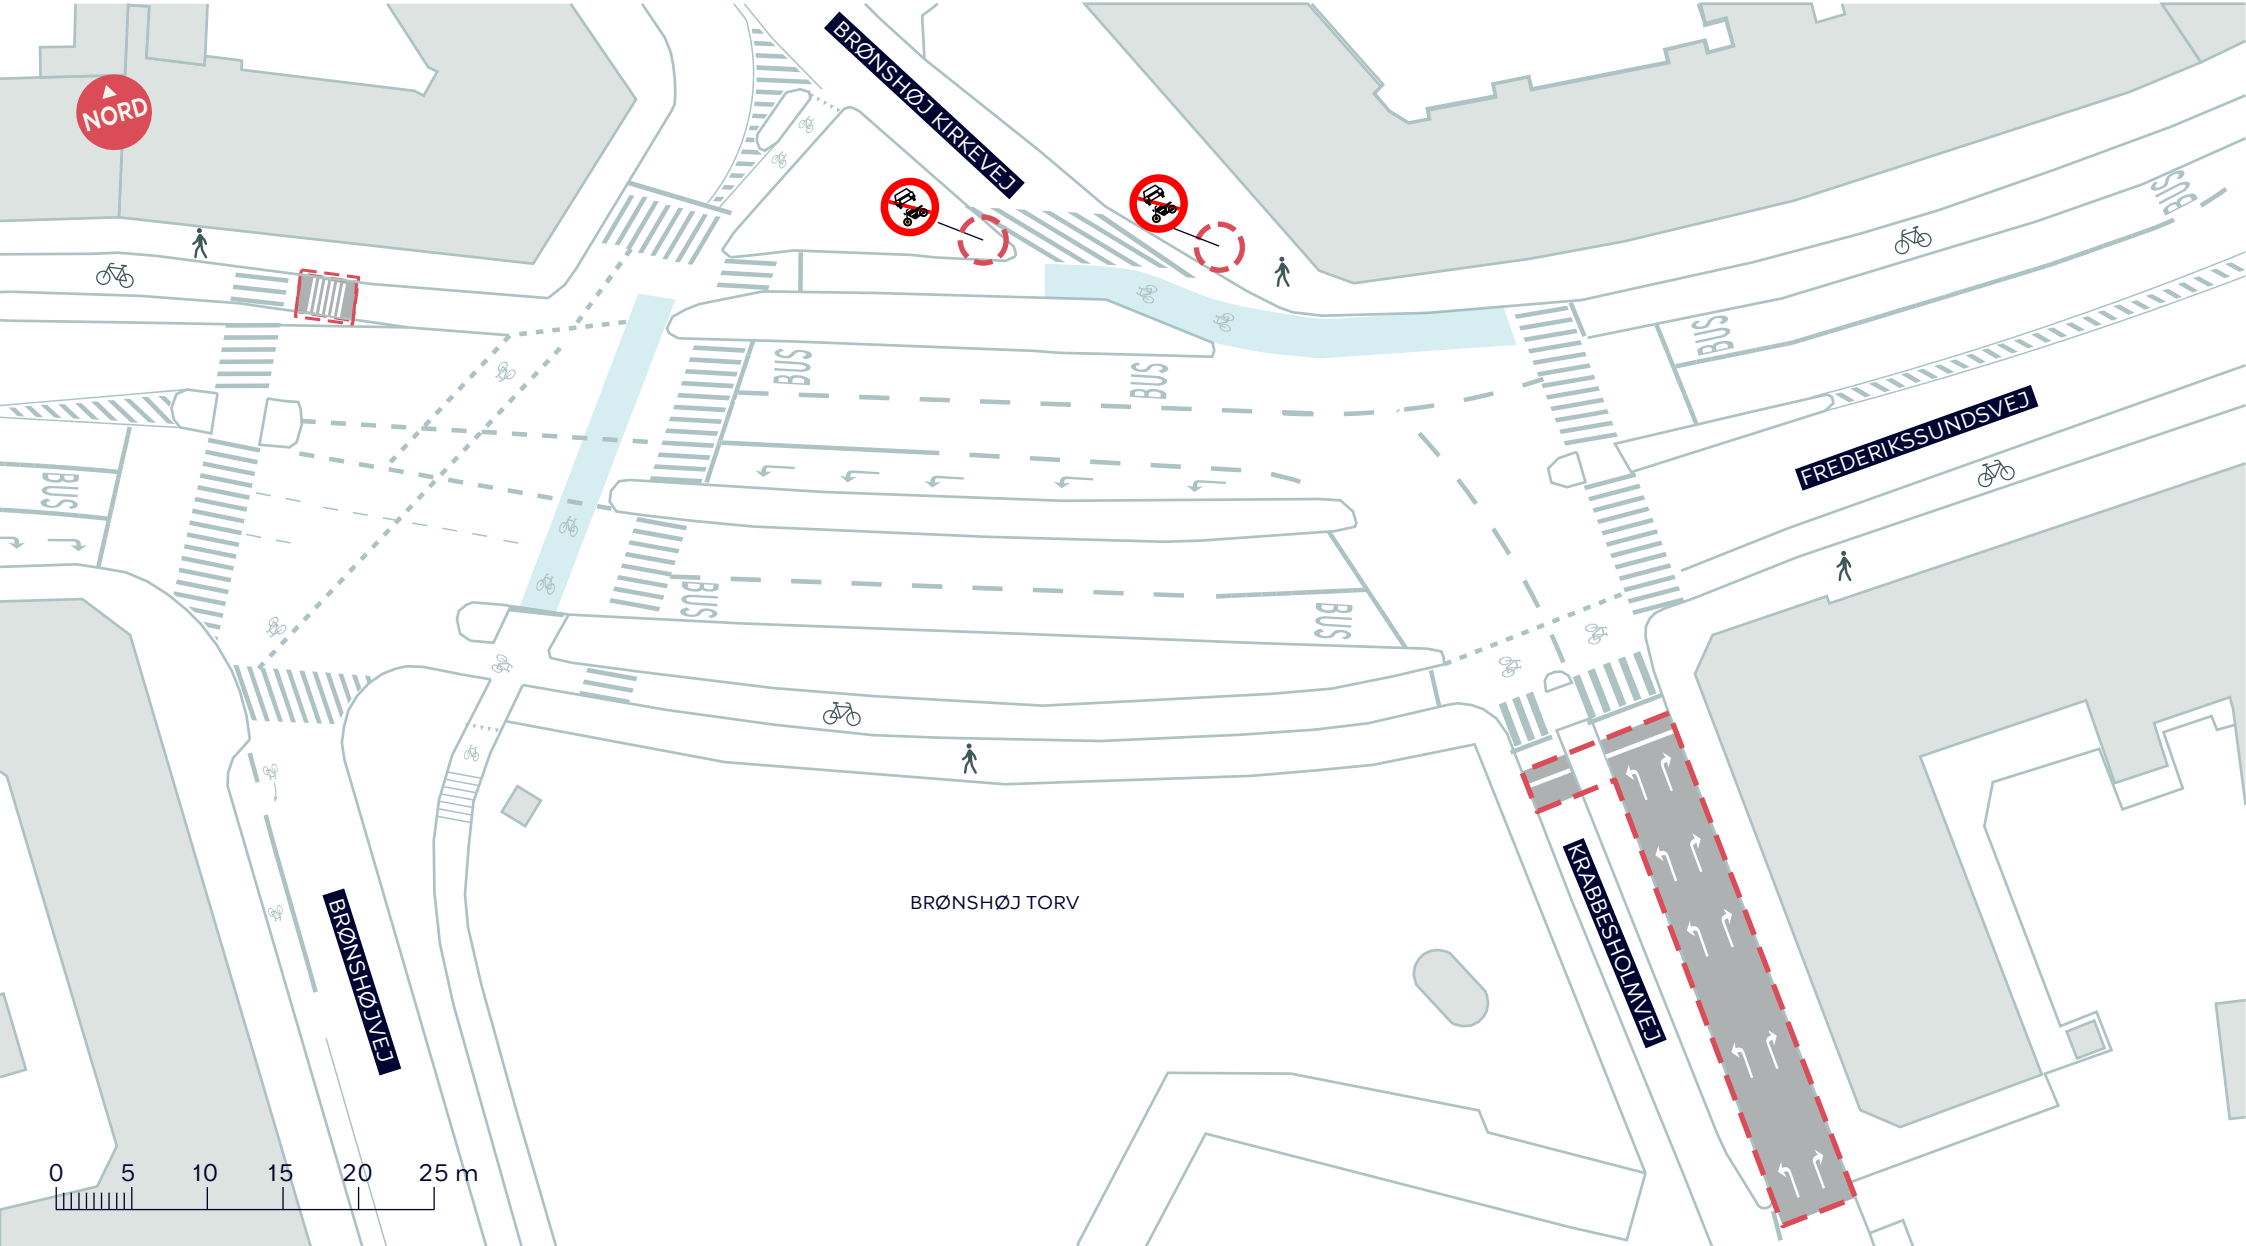 BRØNSHØJ KIRKEVEJ
NORD
BUS
BUS
BUS
BUS
FREDERIKSSUNDSVEJ
BUS
BUS
BUS
BRØNSHØJ TORV
KRABBESHOLMVEJ
BRØNSHØJVEJ
0 5 10 15 20 25 m